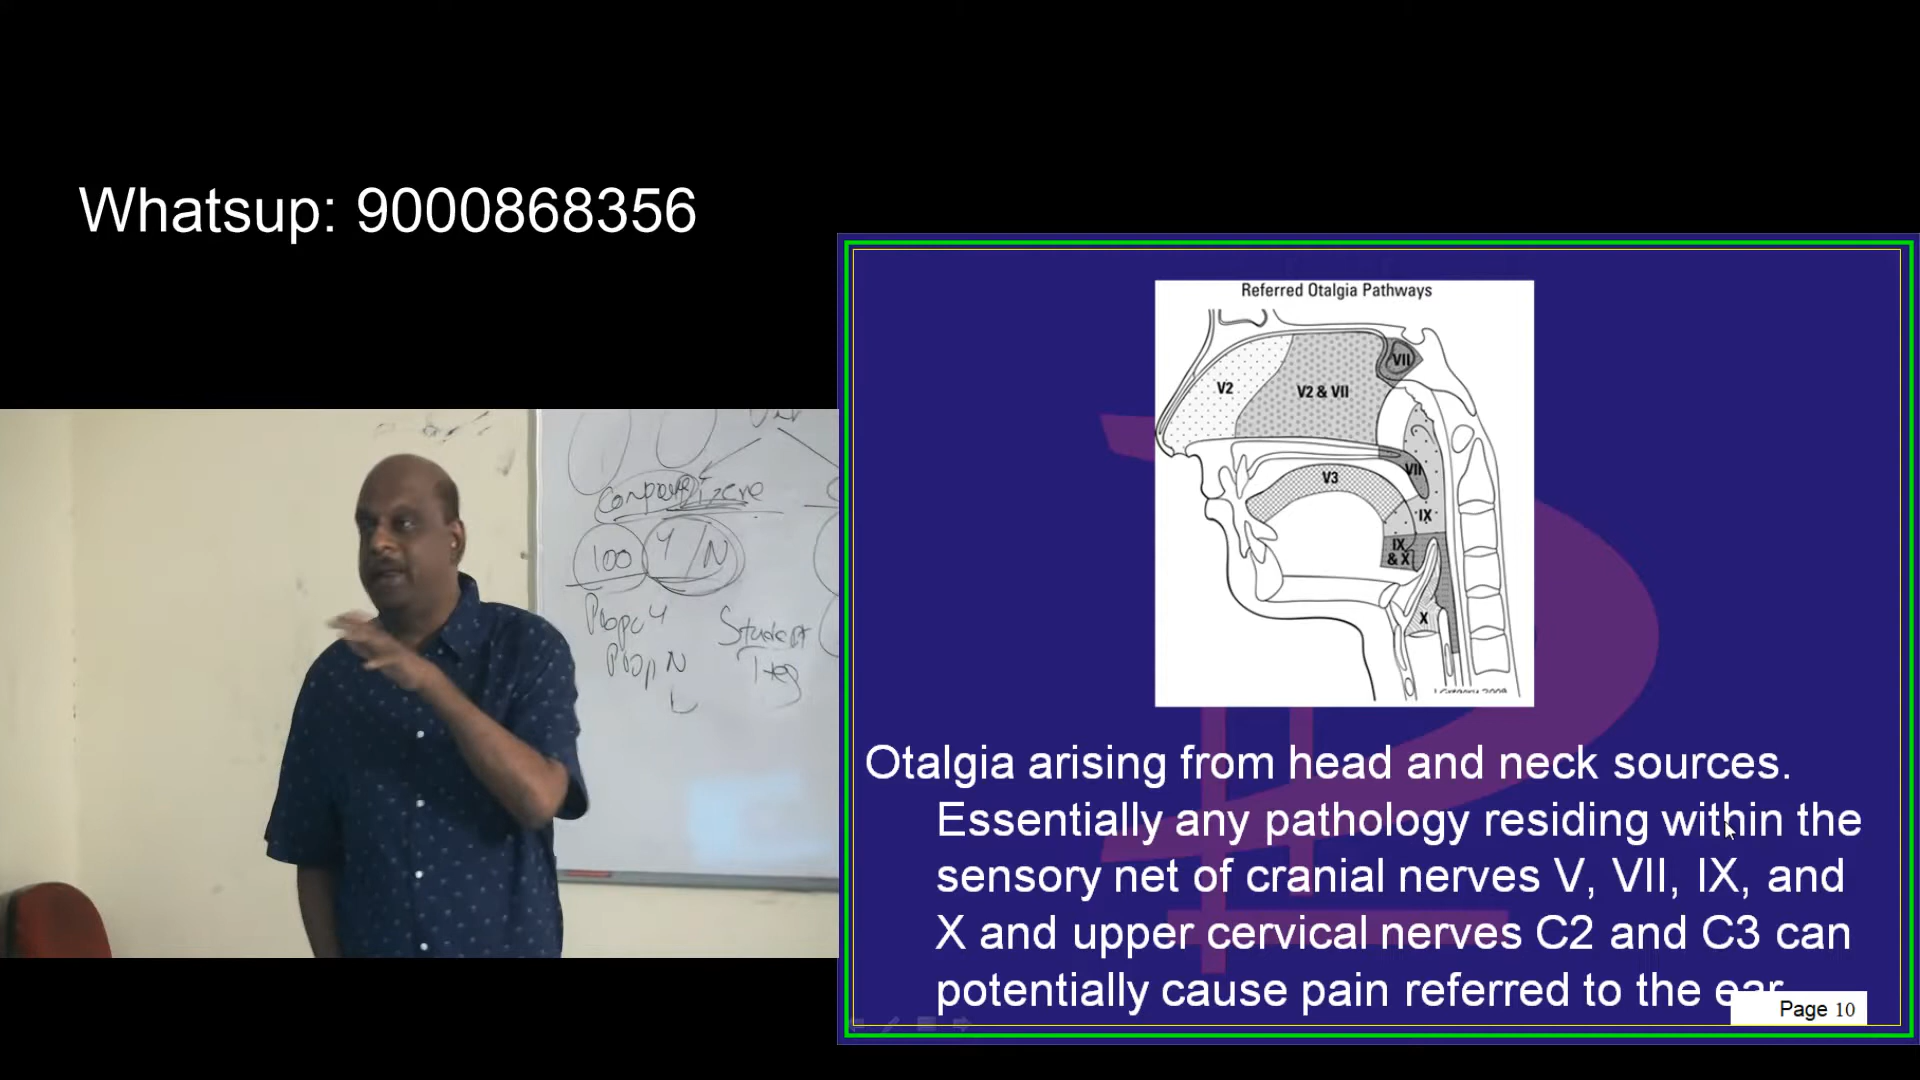 Whatsup: 9000868356
100 Y/N
Student
Referred Otalgia Pathways
VII
V2
V2 & VII
VII
V3
IX
IX
& X
X
Otalgia arising from head and neck sources.
Essentially any pathology residing within the
sensory net of cranial nerves V, VII, IX, and
X and upper cervical nerves C2 and C3 can
potentially cause pain referred to the ear
Page 10